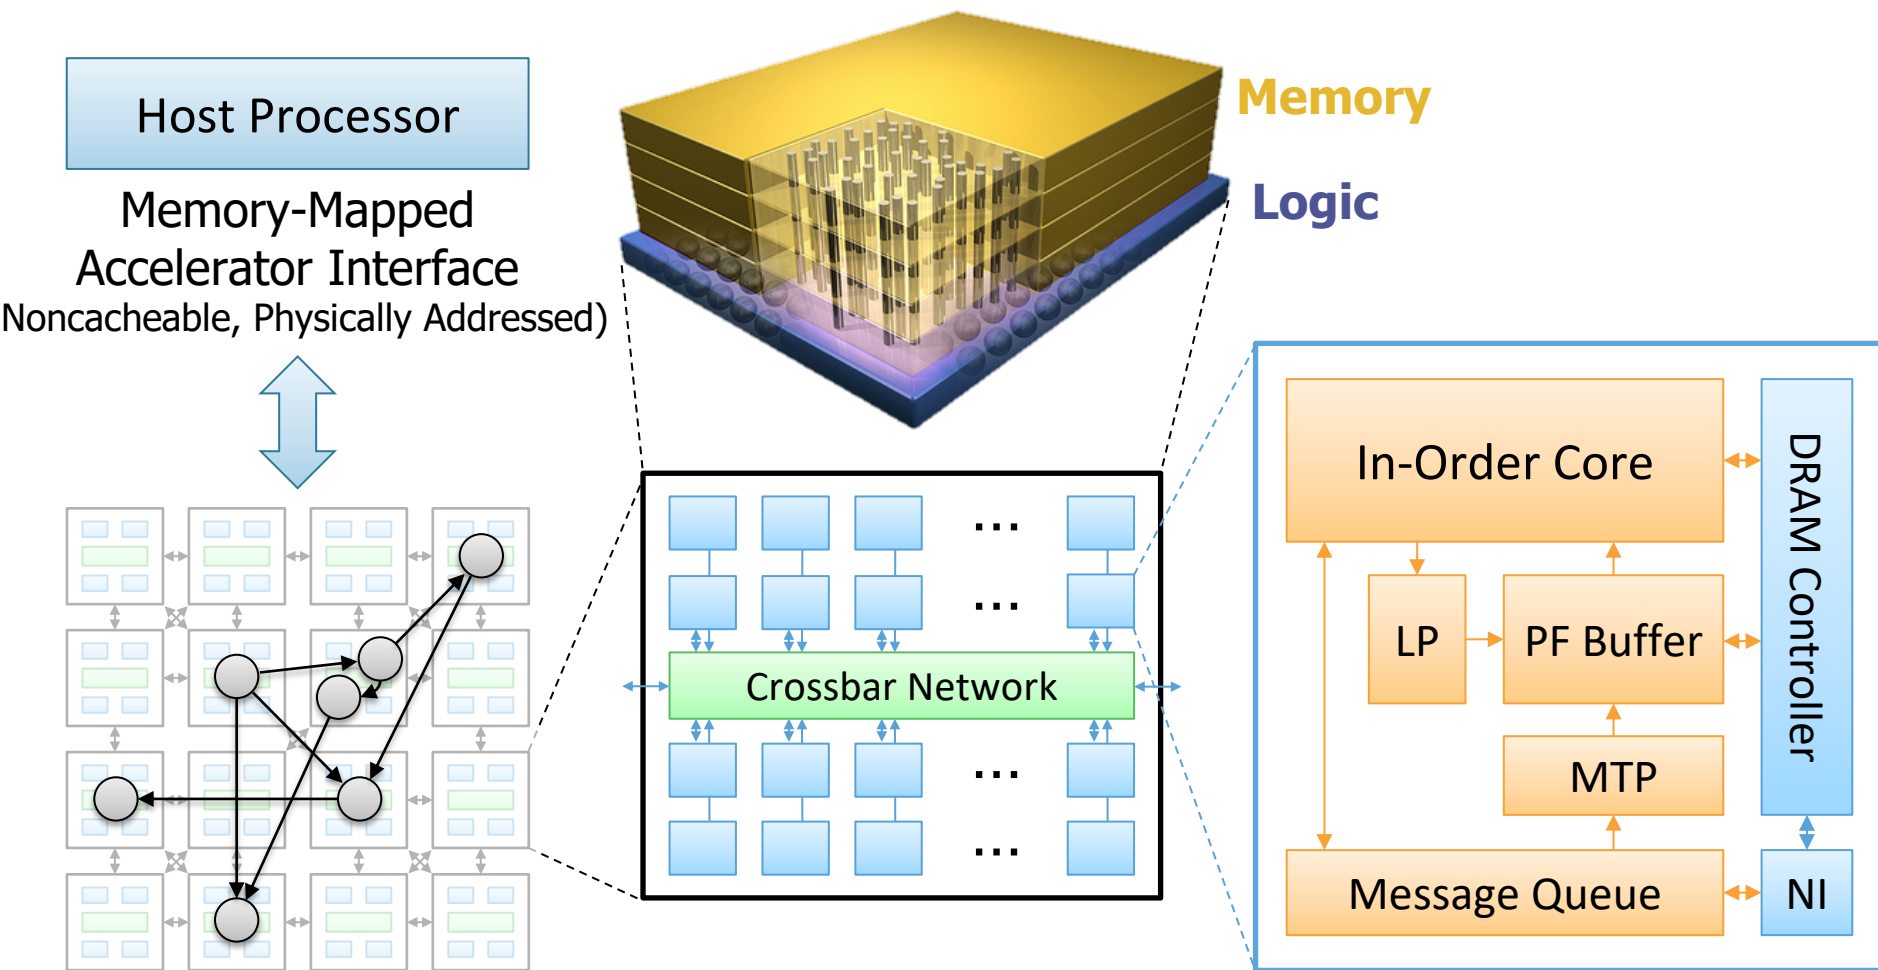 Host Processor
Memory-Mapped
Accelerator Interface
Noncacheable, Physically Addressed)
Memory
Logic
...
...
Crossbar Network
...
...
In-Order Core
LP
PF Buffer
MTP
Message Queue
DRAM Controller
NI